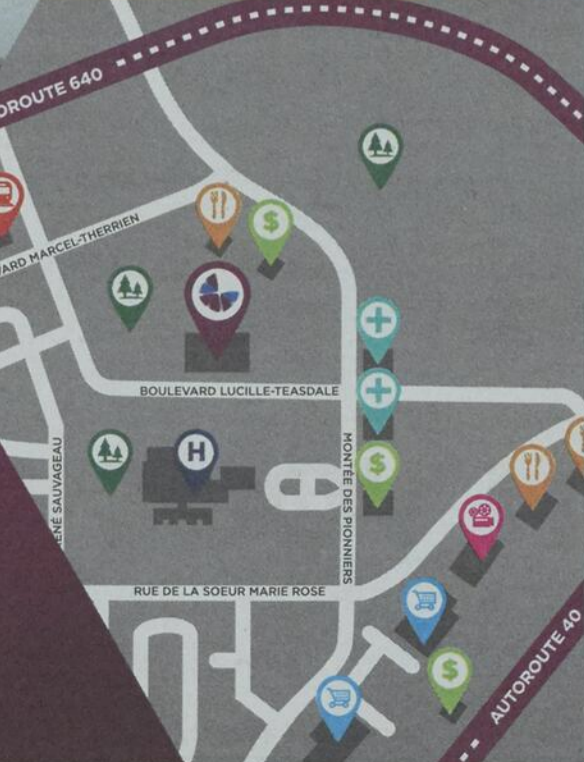 OROUTE 640
$
ARD MARCEL-THERRIEN
BOULEVARD LUCILLE-TEASDALE
H
ENÉ SAUVAGEAU
MONTÉE DES PIONNIERS
$
RUE DE LA SOEUR MARIE ROSE
$
AUTOROUTE 40